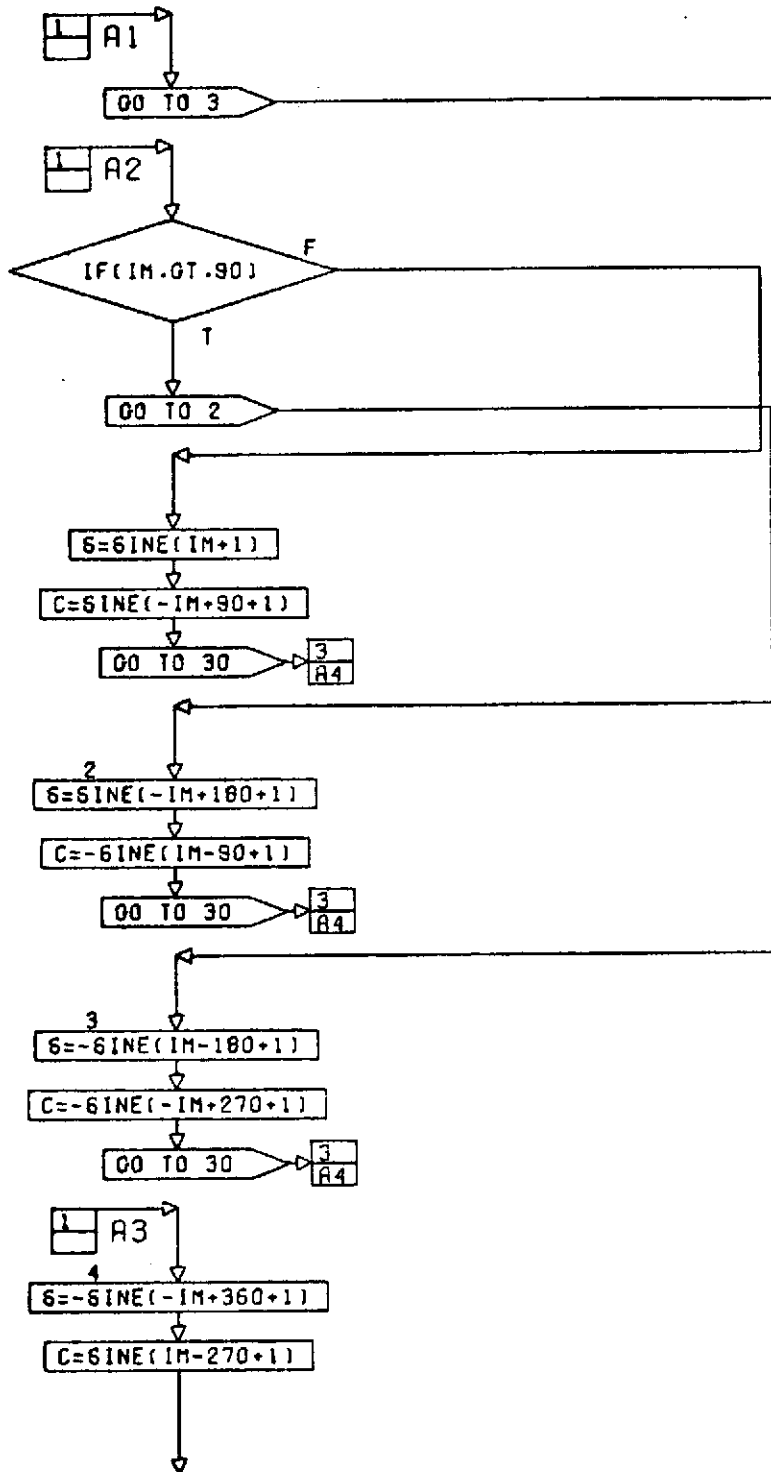 1 A1
GO TO 3
1 A2
F
IF(IM.GT.90)
T
GO TO 2
S=SINE(IM+1)
C=SINE(-IM+90+1)
GO TO 30
3
A4
2
S=SINE(-IM+180+1)
C=-SINE(IM-90+1)
GO TO 30
3
A4
3
S=-SINE(IM-180+1)
C=-SINE(-IM+270+1)
GO TO 30
3
A4
1 A3
4
S=-SINE(-IM+360+1)
C=SINE(IM-270+1)